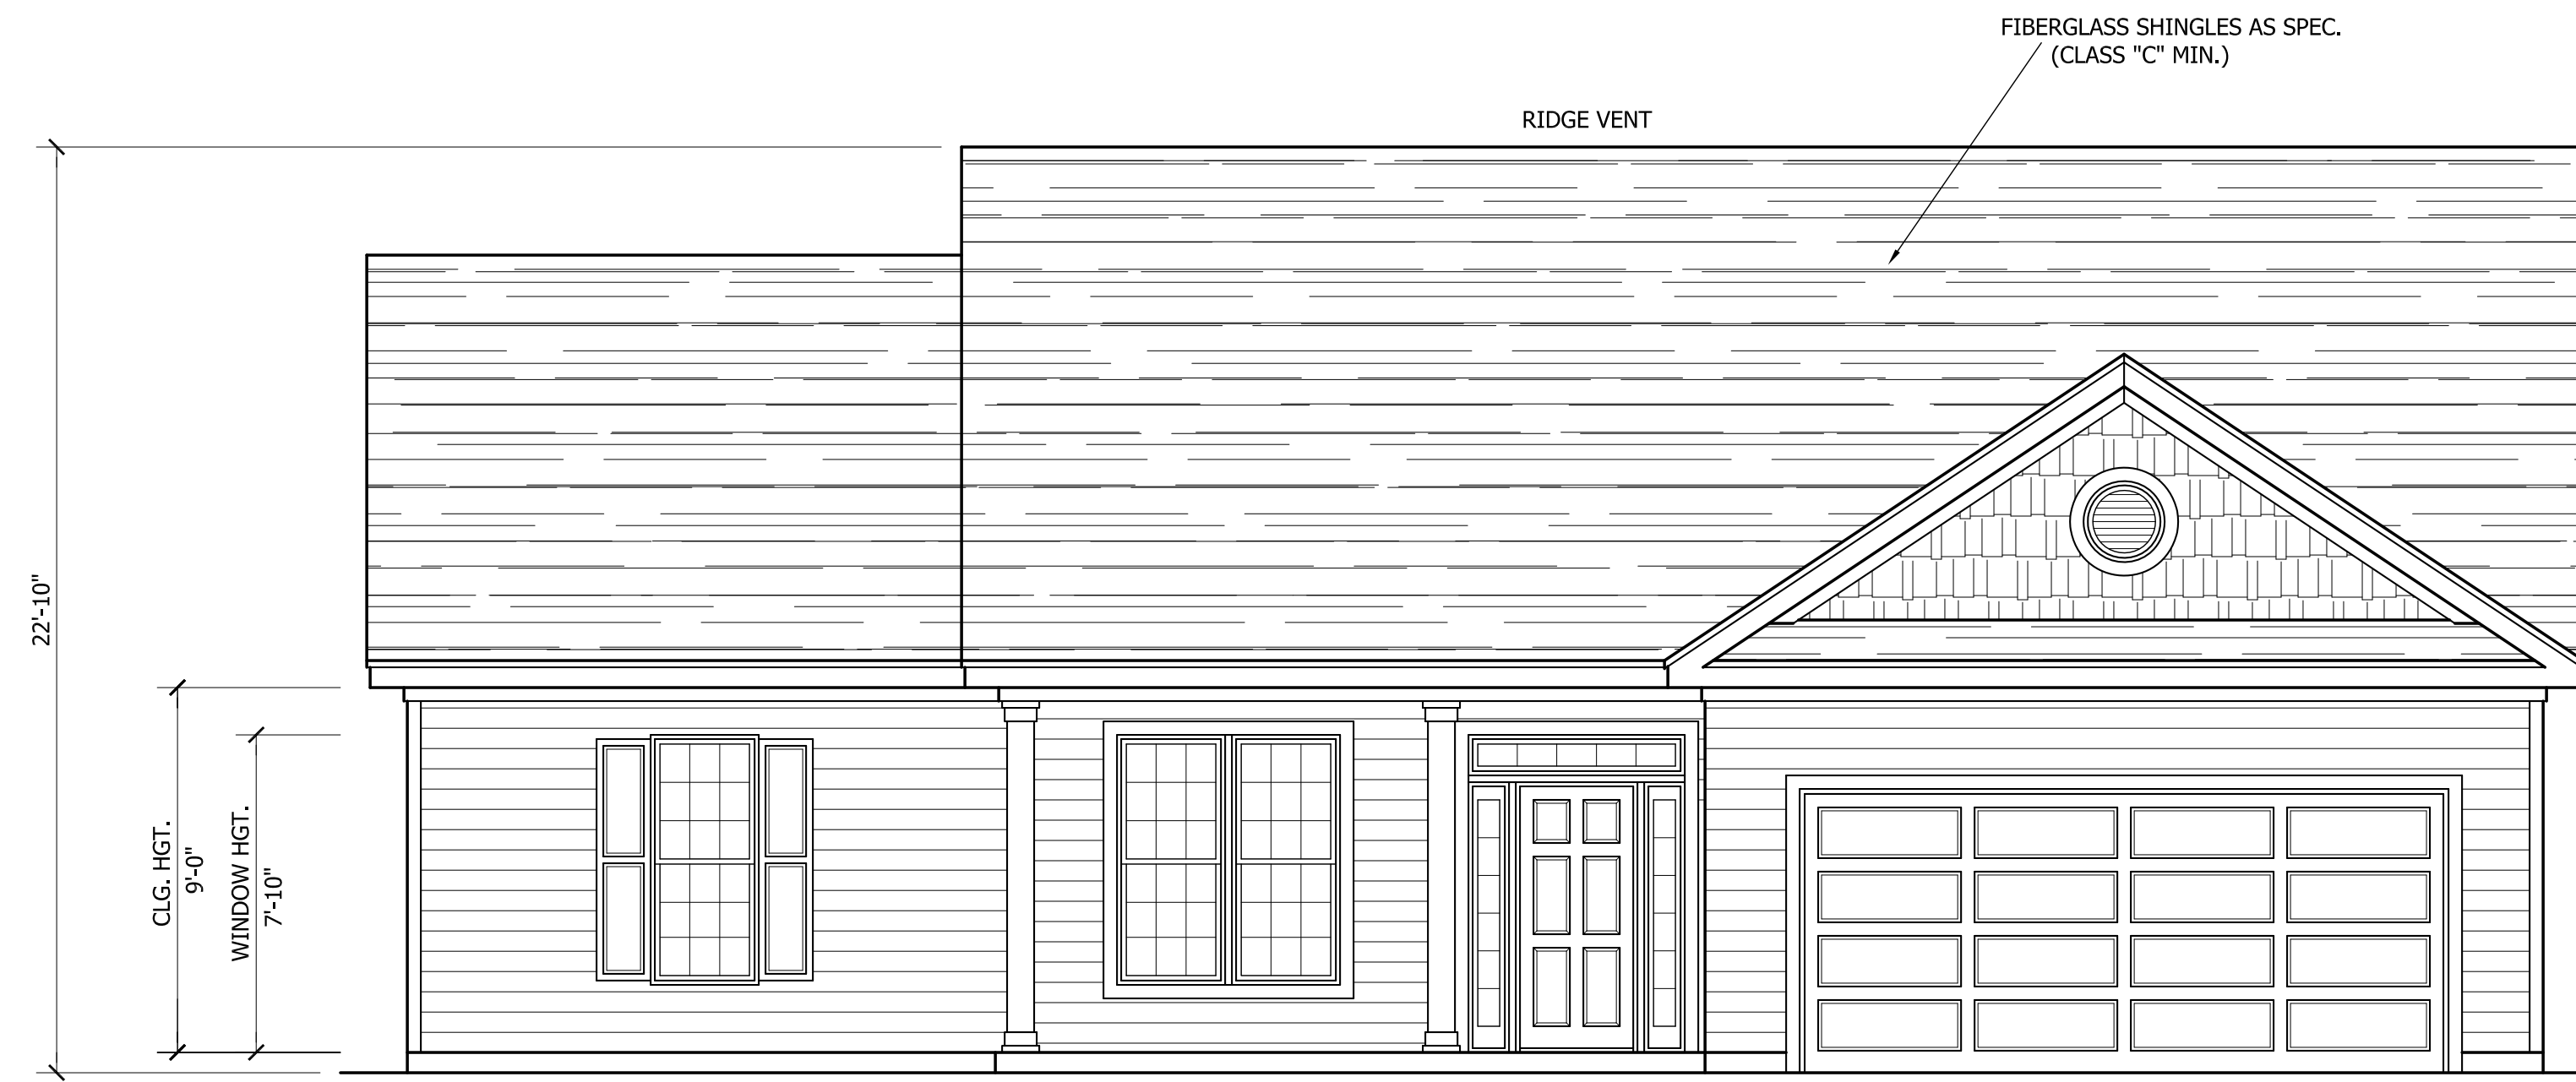 FIBERGLASS SHINGLES AS SPEC.
(CLASS "C" MIN.)
RIDGE VENT
22'-10"
CLG. HGT.
9'-0"
WINDOW HGT.
7'-10"